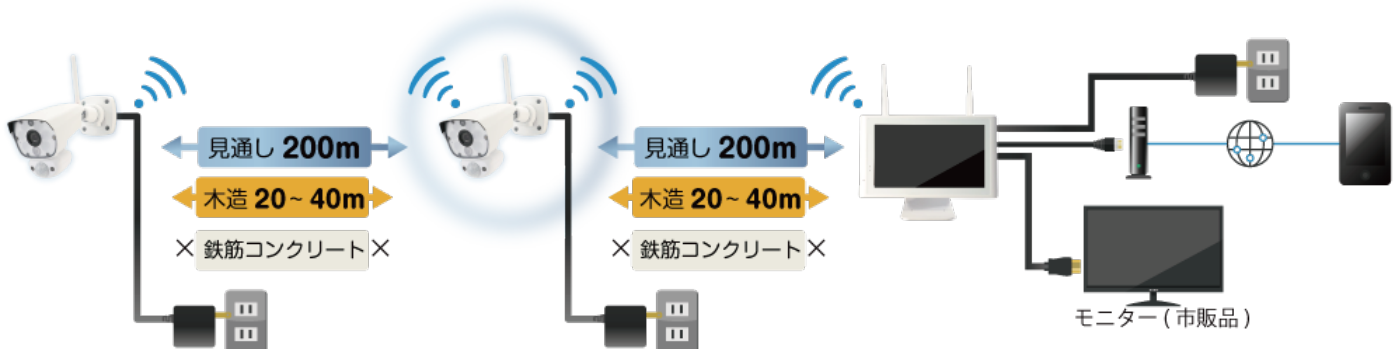 見通し 200m
木造 20~ 40m
× 鉄筋コンクリート ×
見通し 200m
木造 20~ 40m
× 鉄筋コンクリート ×
モニター ( 市販品 )